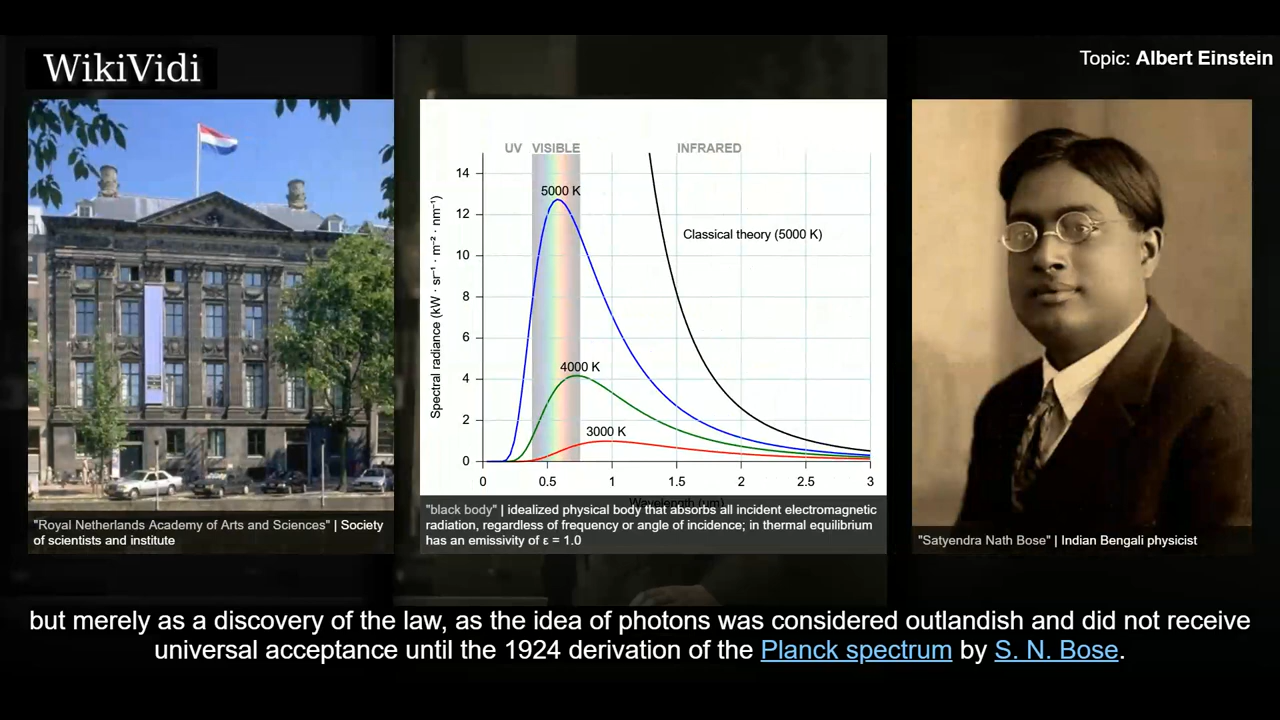 WikiVidi
Topic: Albert Einstein
"Royal Netherlands Academy of Arts and Sciences" | Society
of scientists and institute
UV VISIBLE INFRARED
5000 K
4000 K
3000 K
Classical theory (5000 K)
Spectral radiance (kW · sr⁻¹ · m⁻² · nm⁻¹)
14
12
10
8
6
4
2
0
0 0.5 1 1.5 2 2.5 3
Wavelength (μm)
"black body" | idealized physical body that absorbs all incident electromagnetic
radiation, regardless of frequency or angle of incidence; in thermal equilibrium
has an emissivity of ε = 1.0
"Satyendra Nath Bose" | Indian Bengali physicist
but merely as a discovery of the law, as the idea of photons was considered outlandish and did not receive
universal acceptance until the 1924 derivation of the Planck spectrum by S. N. Bose.